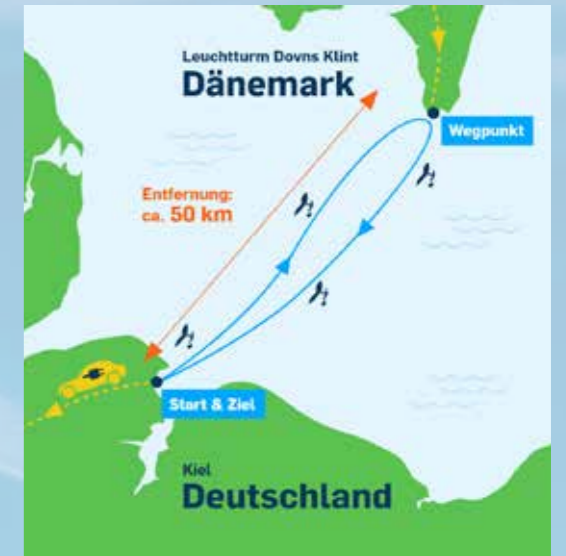 Leuchtturm Dovns Klint
Dänemark
Wegpunkt
Entfernung:
ca. 50 km
Start & Ziel
Kiel
Deutschland